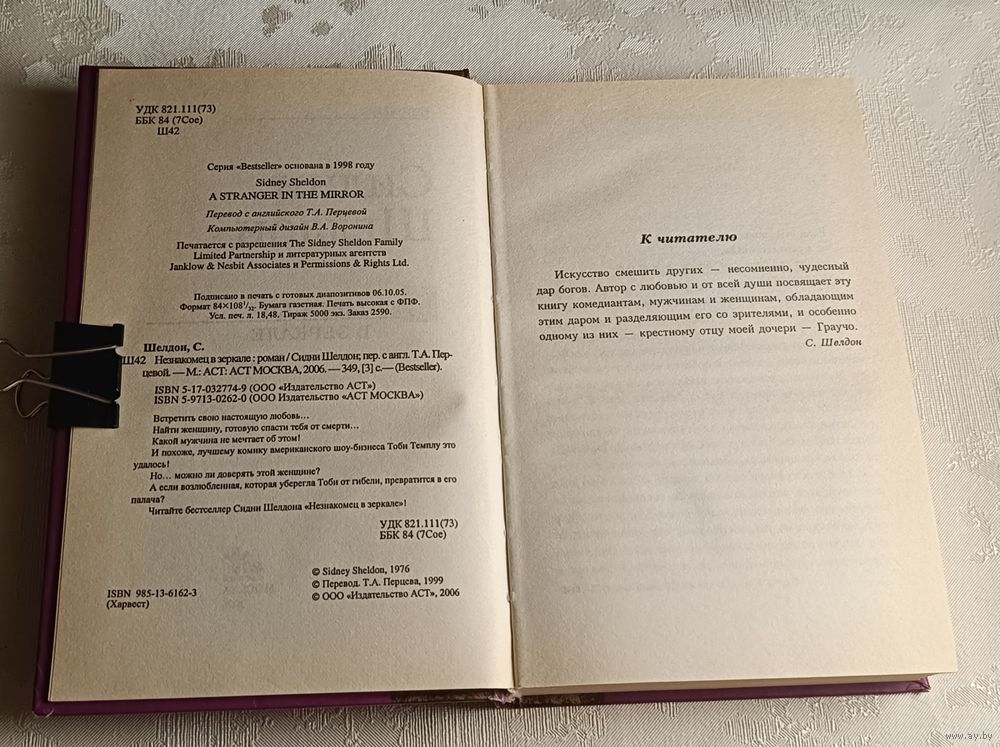 УДК 821.111(73)
ББК 84 (7Сое)
Ш42
Серия «Bestseller» основана в 1998 году
Sidney Sheldon
A STRANGER IN THE MIRROR
Перевод с английского Т.А. Перцевой
Компьютерный дизайн В.А. Воронина
Печатается с разрешения The Sidney Sheldon Family
Limited Partnership и литературных агентств
Janklow & Nesbit Associates и Permissions & Rights Ltd.
Подписано в печать с готовых диапозитивов 06.10.05.
Формат 84×108¹/₃₂. Бумага газетная. Печать высокая с ФПФ.
Усл. печ. л. 18,48. Тираж 5000 экз. Заказ 2590.
Шелдон, С.
Ш42 Незнакомец в зеркале : роман / Сидни Шелдон; пер. с англ. Т.А. Пер-
цевой. — М.: АСТ: АСТ МОСКВА, 2006. — 349, [3] с.— (Bestseller).
ISBN 5-17-032774-9 (ООО «Издательство АСТ»)
ISBN 5-9713-0262-0 (ООО Издательство «АСТ МОСКВА»)
Встретить свою настоящую любовь...
Найти женщину, готовую спасти тебя от смерти...
Какой мужчина не мечтает об этом!
И похоже, лучшему комику американского шоу-бизнеса Тоби Темплу это
удалось!
Но... можно ли доверять этой женщине?
А если возлюбленная, которая уберегла Тоби от гибели, превратится в его
палача?
Читайте бестселлер Сидни Шелдона «Незнакомец в зеркале»!
УДК 821.111(73)
ББК 84 (7Сое)
© Sidney Sheldon, 1976
© Перевод. Т.А. Перцева, 1999
© ООО «Издательство АСТ», 2006
ISBN 985-13-6162-3
(Харвест)
К читателю
Искусство смешить других — несомненно, чудесный
дар богов. Автор с любовью и от всей души посвящает эту
книгу комедиантам, мужчинам и женщинам, обладающим
этим даром и разделяющим его со зрителями, и особенно
одному из них — крестному отцу моей дочери — Граучо.
С. Шелдон
www.ay.by